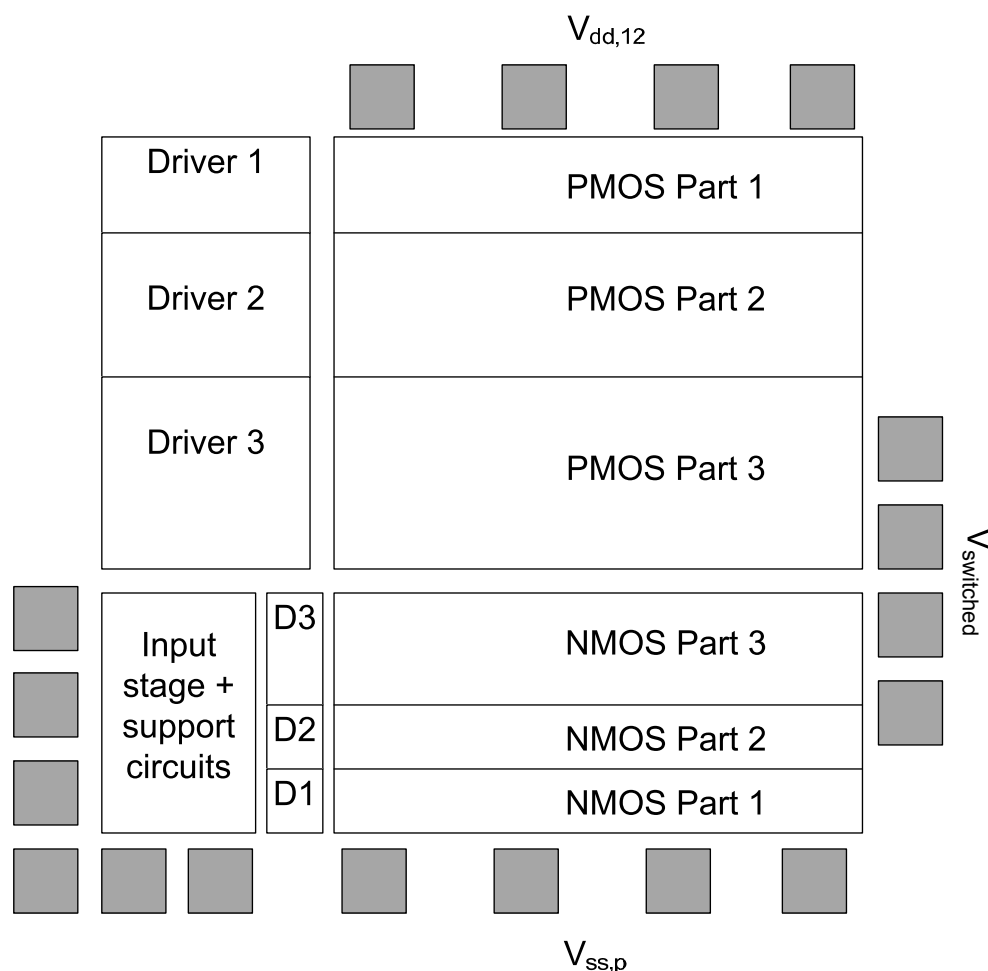 Vdd,12
Driver 1
PMOS Part 1
Driver 2
PMOS Part 2
Driver 3
PMOS Part 3
Vswitched
Input
stage +
support
circuits
D3
NMOS Part 3
D2
NMOS Part 2
D1
NMOS Part 1
Vss,p